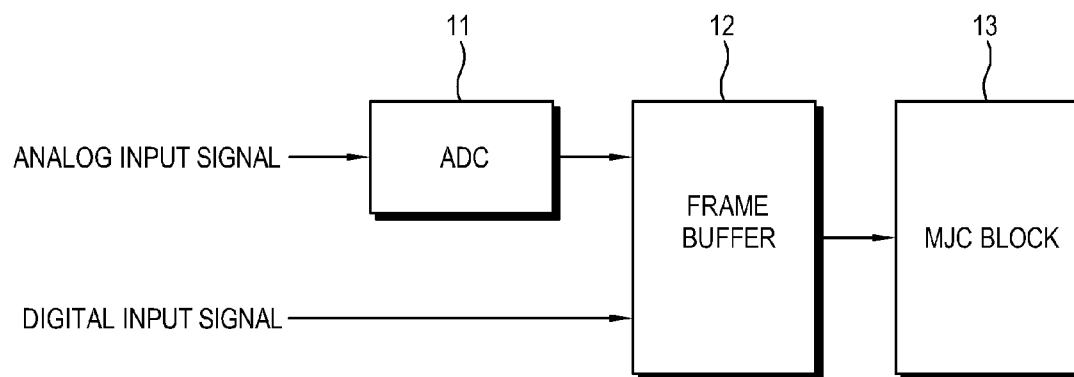 11
12
13
ANALOG INPUT SIGNAL
ADC
FRAME
BUFFER
MJC BLOCK
DIGITAL INPUT SIGNAL